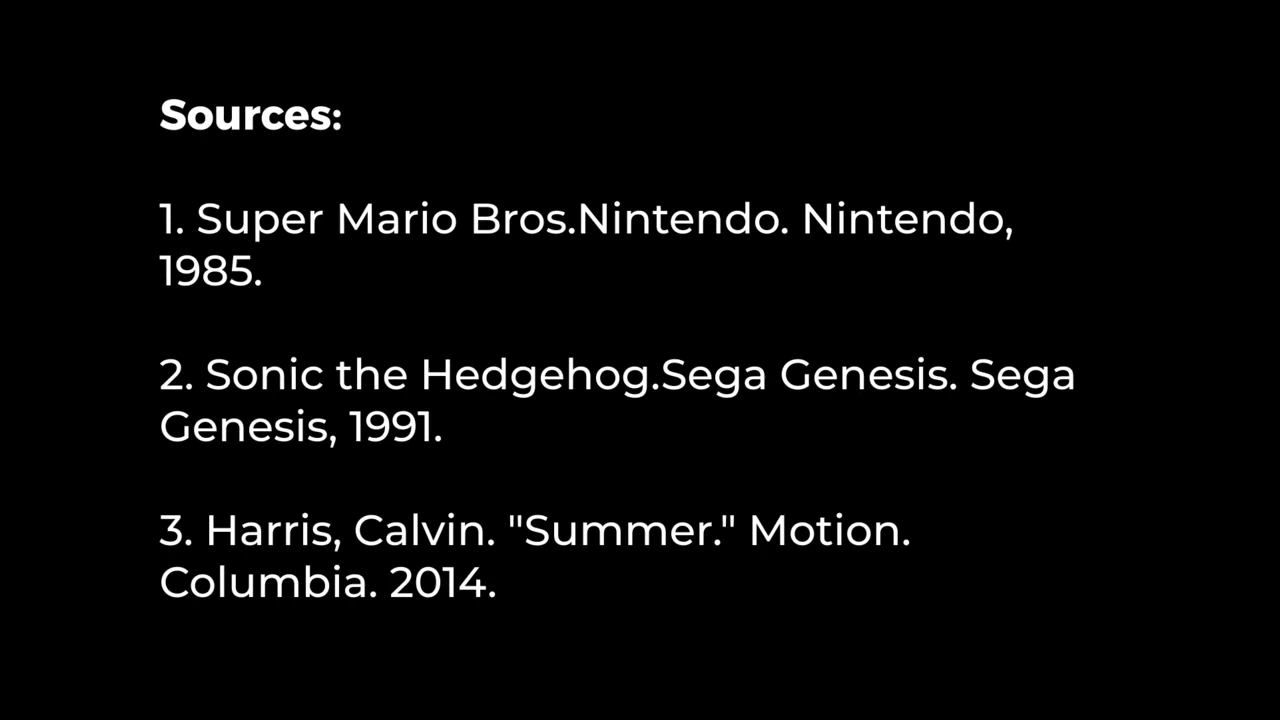 Sources:
1. Super Mario Bros.Nintendo. Nintendo,
1985.
2. Sonic the Hedgehog.Sega Genesis. Sega
Genesis, 1991.
3. Harris, Calvin. "Summer." Motion.
Columbia. 2014.